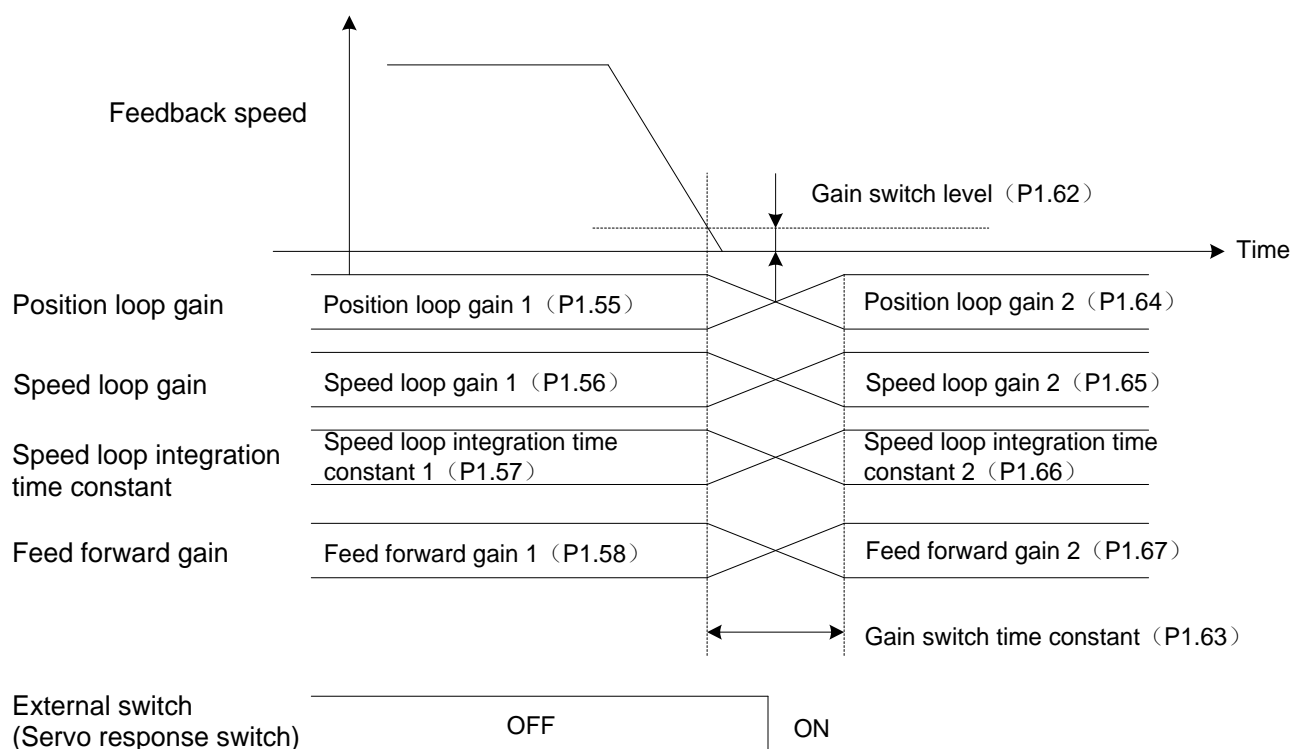 Feedback speed
Gain switch level（P1.62）
Time
Position loop gain
Position loop gain 1（P1.55）
Position loop gain 2（P1.64）
Speed loop gain
Speed loop gain 1（P1.56）
Speed loop gain 2（P1.65）
Speed loop integration
time constant
Speed loop integration time
constant 1（P1.57）
Speed loop integration time
constant 2（P1.66）
Feed forward gain
Feed forward gain 1（P1.58）
Feed forward gain 2（P1.67）
Gain switch time constant（P1.63）
External switch
(Servo response switch)
OFF
ON